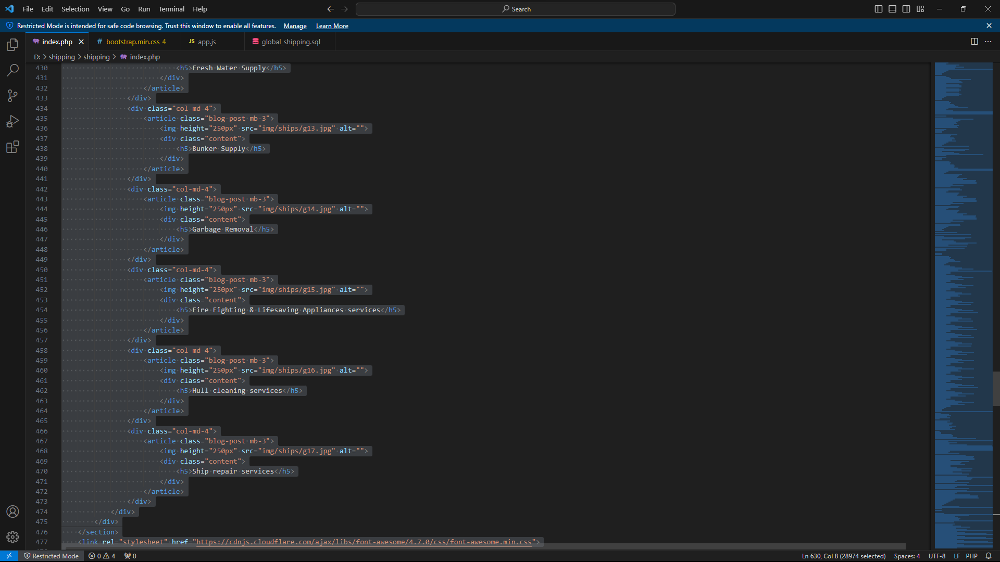 File Edit Selection View Go Run Terminal Help Search
Restricted Mode is intended for safe code browsing. Trust this window to enable all features. Manage Learn More
index.php # bootstrap.min.css 4 JS app.js global_shipping.sql
D: > shipping > shipping > index.php
430 <h5>Fresh Water Supply</h5>
431 </div>
432 </article>
433 </div>
434 <div class="col-md-4">
435 <article class="blog-post mb-3">
436 <img height="250px" src="img/ships/g13.jpg" alt="">
437 <div class="content">
438 <h5>Bunker Supply</h5>
439 </div>
440 </article>
441 </div>
442 <div class="col-md-4">
443 <article class="blog-post mb-3">
444 <img height="250px" src="img/ships/g14.jpg" alt="">
445 <div class="content">
446 <h5>Garbage Removal</h5>
447 </div>
448 </article>
449 </div>
450 <div class="col-md-4">
451 <article class="blog-post mb-3">
452 <img height="250px" src="img/ships/g15.jpg" alt="">
453 <div class="content">
454 <h5>Fire Fighting & Lifesaving Appliances services</h5>
455 </div>
456 </article>
457 </div>
458 <div class="col-md-4">
459 <article class="blog-post mb-3">
460 <img height="250px" src="img/ships/g16.jpg" alt="">
461 <div class="content">
462 <h5>Hull cleaning services</h5>
463 </div>
464 </article>
465 </div>
466 <div class="col-md-4">
467 <article class="blog-post mb-3">
468 <img height="250px" src="img/ships/g17.jpg" alt="">
469 <div class="content">
470 <h5>Ship repair services</h5>
471 </div>
472 </article>
473 </div>
474 </div>
475 </div>
476 </section>
477 <link rel="stylesheet" href="https://cdnjs.cloudflare.com/ajax/libs/font-awesome/4.7.0/css/font-awesome.min.css">
Restricted Mode 0 4 0 Ln 630, Col 8 (28974 selected) Spaces: 4 UTF-8 LF PHP